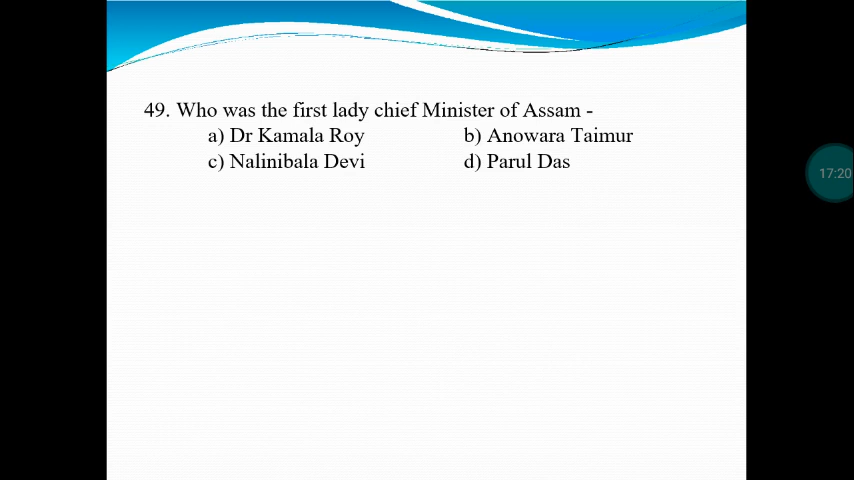 49. Who was the first lady chief Minister of Assam -
a) Dr Kamala Roy b) Anowara Taimur
c) Nalinibala Devi d) Parul Das
17:20